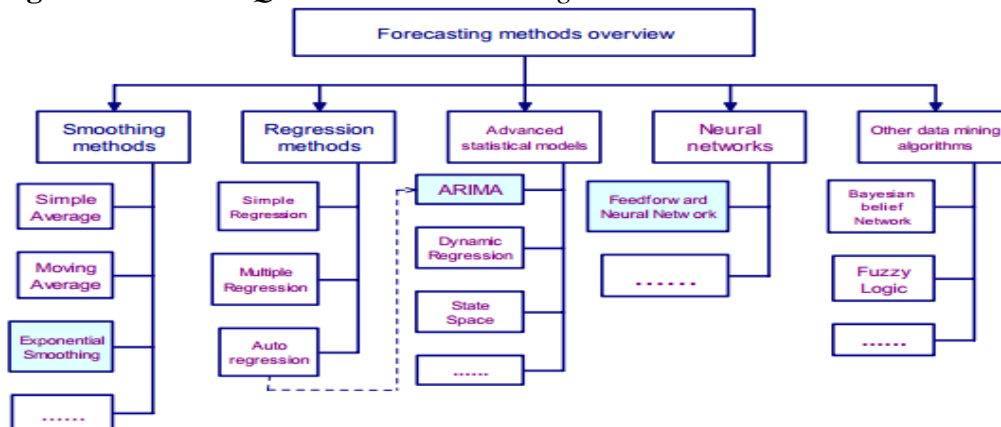 Forecasting methods overview
Smoothing
methods
Regression
methods
Advanced
statistical models
Neural
networks
Other data mining
algorithms
Simple
Average
Moving
Average
Exponential
Smoothing
......
Simple
Regression
Multiple
Regression
Auto
regression
ARIMA
Dynamic
Regression
State
Space
......
Feedforward
Neural Network
......
Bayesian
belief
Network
Fuzzy
Logic
......